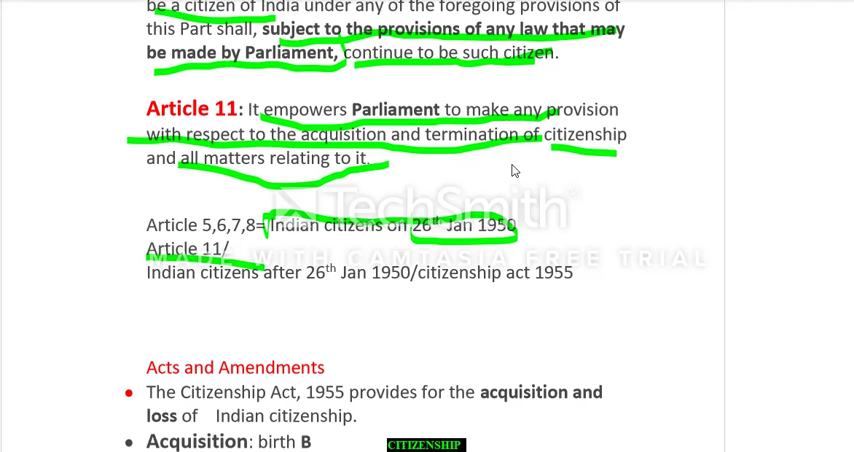 be a citizen of India under any of the foregoing provisions of
this Part shall, subject to the provisions of any law that may
be made by Parliament, continue to be such citizen.
Article 11: It empowers Parliament to make any provision
with respect to the acquisition and termination of citizenship
and all matters relating to it.
TechSmith
Article 5,6,7,8= Indian citizens on 26th Jan 1950
Article 11/
MADE WITH CAMTASIA FREE TRIAL
Indian citizens after 26th Jan 1950/citizenship act 1955
Acts and Amendments
• The Citizenship Act, 1955 provides for the acquisition and
loss of Indian citizenship.
• Acquisition: birth B
CITIZENSHIP